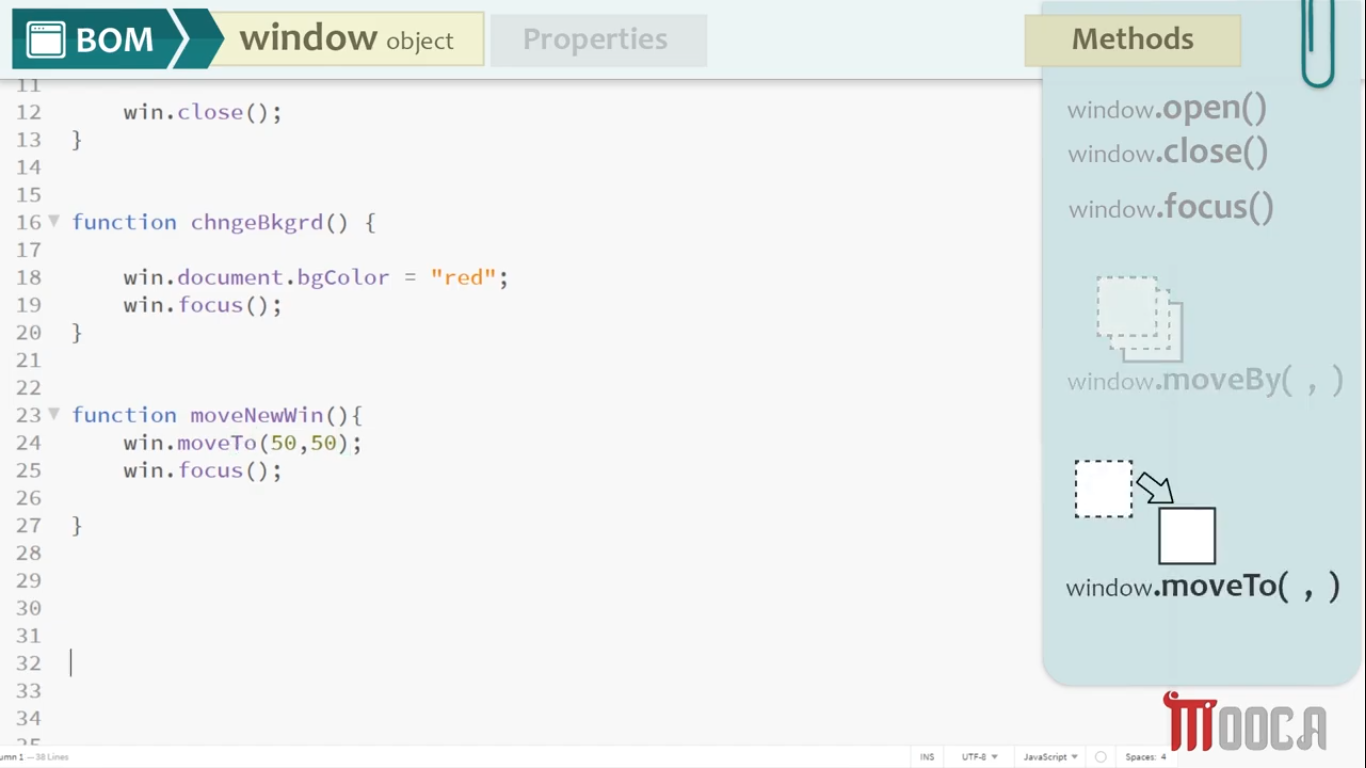 BOM
window object
Properties
Methods
11
12 win.close();
13 }
14
15
16 function chngeBkgrd() {
17
18 win.document.bgColor = "red";
19 win.focus();
20 }
21
22
23 function moveNewWin(){
24 win.moveTo(50,50);
25 win.focus();
26
27 }
28
29
30
31
32
33
34
35
window.open()
window.close()
window.focus()
window.moveBy( , )
window.moveTo( , )
MOOCA
umn 1 — 38 Lines
INS UTF-8 JavaScript Spaces: 4